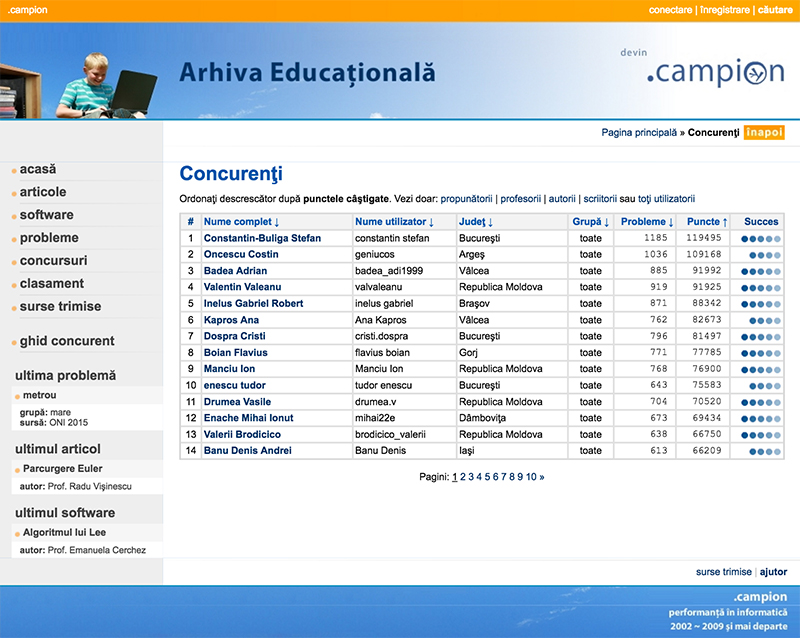 .campion
conectare | înregistrare | căutare
Arhiva Educațională
devin
.campion
Pagina principală » Concurenţi înapoi
acasă
articole
software
probleme
concursuri
clasament
surse trimise
ghid concurent
ultima problemă
metrou
grupă: mare
sursă: ONI 2015
ultimul articol
Parcurgere Euler
autor: Prof. Radu Vişinescu
ultimul software
Algoritmul lui Lee
autor: Prof. Emanuela Cerchez
Concurenţi
Ordonaţi descrescător după punctele câştigate. Vezi doar: propunătorii | profesorii | autorii | scriitorii sau toţi utilizatorii
# Nume complet ↓ Nume utilizator ↓ Judeţ ↓ Grupă ↓ Probleme ↓ Puncte ↑ Succes
1 Constantin-Buliga Stefan constantin stefan Bucureşti toate 1185 119495
2 Oncescu Costin geniucos Argeş toate 1036 109168
3 Badea Adrian badea_adi1999 Vâlcea toate 885 91992
4 Valentin Valeanu valvaleanu Republica Moldova toate 919 91925
5 Inelus Gabriel Robert inelus gabriel Braşov toate 871 88342
6 Kapros Ana Ana Kapros Vâlcea toate 762 82673
7 Dospra Cristi cristi.dospra Bucureşti toate 796 81497
8 Boian Flavius flavius boian Gorj toate 771 77785
9 Manciu Ion Manciu Ion Republica Moldova toate 768 76900
10 enescu tudor tudor enescu Bucureşti toate 643 75583
11 Drumea Vasile drumea.v Republica Moldova toate 704 70520
12 Enache Mihai Ionut mihai22e Dâmboviţa toate 673 69434
13 Valerii Brodicico brodicico_valerii Republica Moldova toate 638 66750
14 Banu Denis Andrei Banu Denis Iaşi toate 613 66209
Pagini: 1 2 3 4 5 6 7 8 9 10 »
surse trimise | ajutor
.campion
performanţă în informatică
2002 ~ 2009 şi mai departe